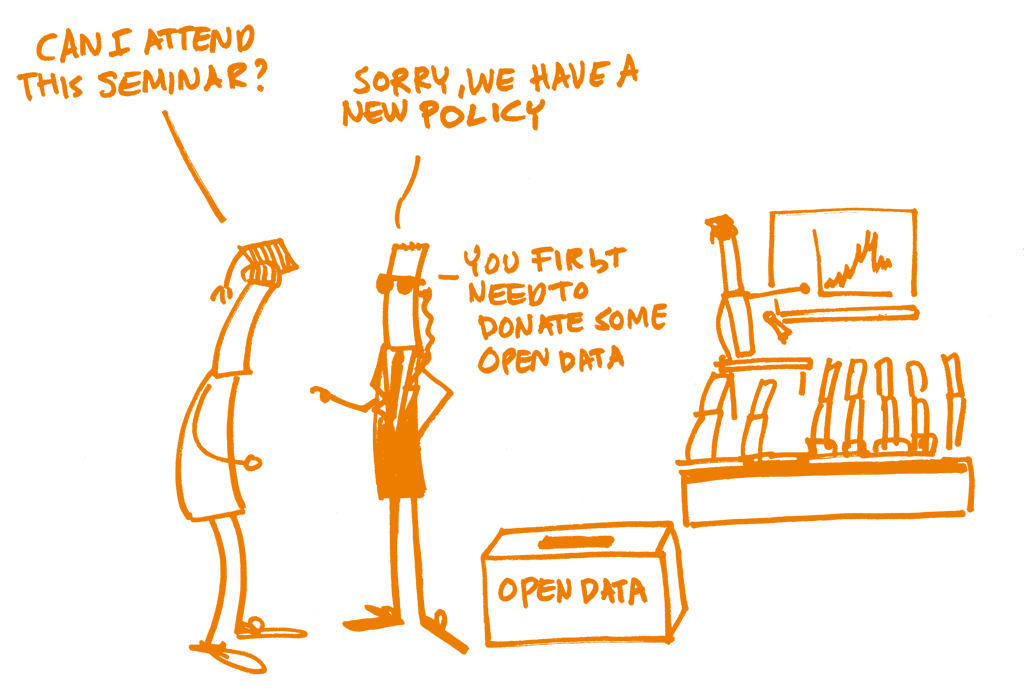 CAN I ATTEND
THIS SEMINAR?
SORRY, WE HAVE A
NEW POLICY
YOU FIRST
NEED TO
DONATE SOME
OPEN DATA
OPEN DATA